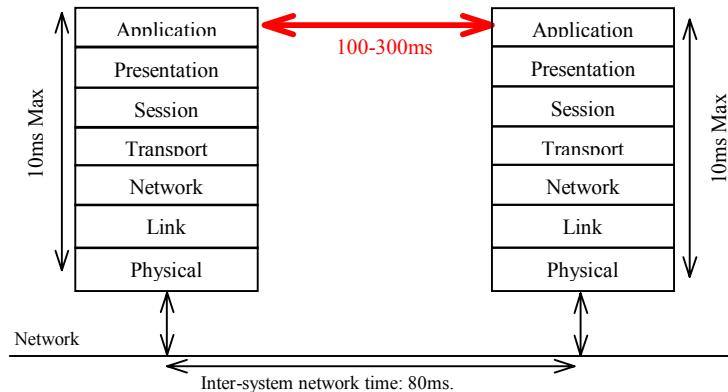 Application
Presentation
Session
Transport
Network
Link
Physical
10ms Max
100-300ms
Application
Presentation
Session
Transport
Network
Link
Physical
10ms Max
Network
Inter-system network time: 80ms.